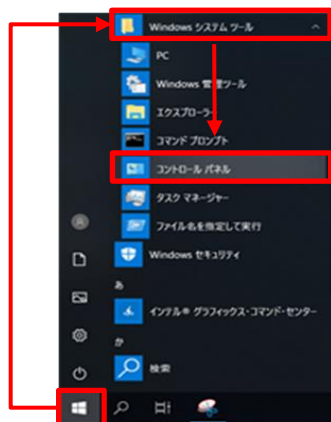 Windows システム ツール
PC
Windows 管理ツール
エクスプローラー
コマンド プロンプト
コントロール パネル
タスク マネージャー
ファイル名を指定して実行
Windows セキュリティ
あ
インテル® グラフィックス・コマンド・センター
か
検索